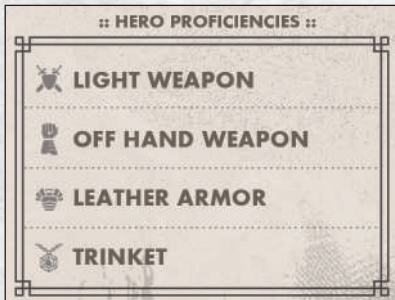 :: HERO PROFICIENCIES ::
LIGHT WEAPON
OFF HAND WEAPON
LEATHER ARMOR
TRINKET